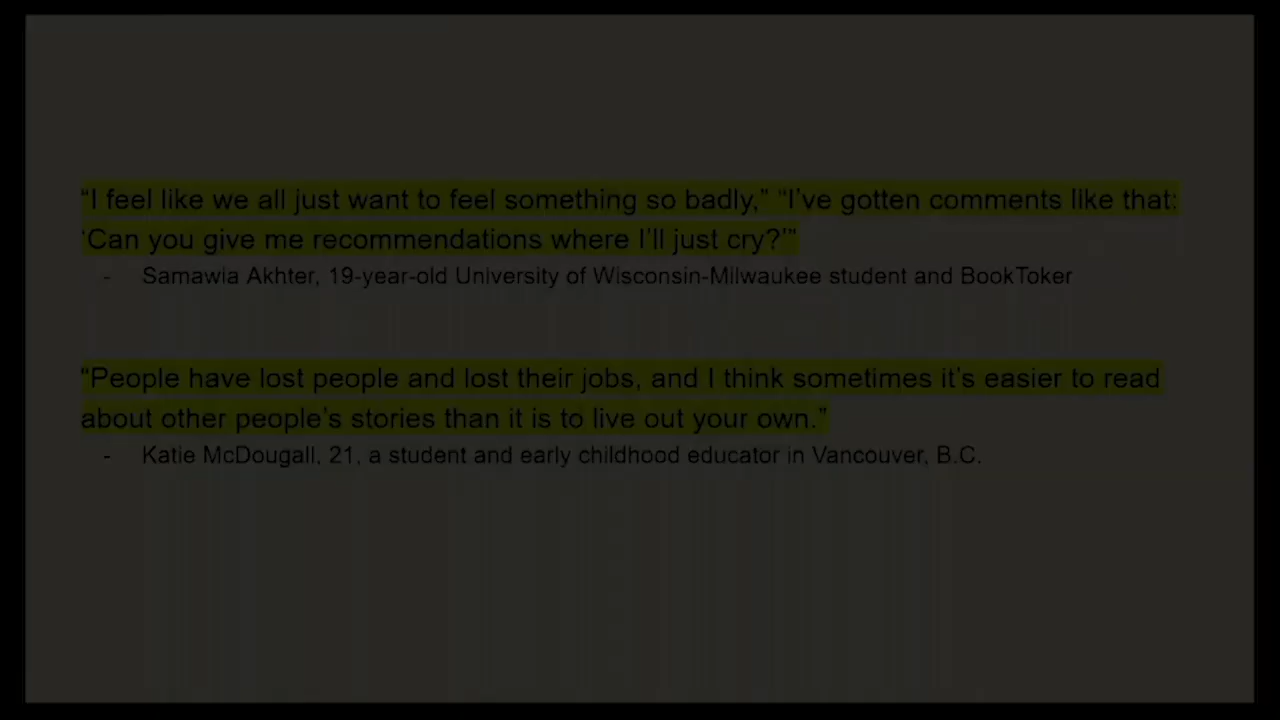 “I feel like we all just want to feel something so badly,” “I’ve gotten comments like that:
‘Can you give me recommendations where I’ll just cry?’”
- Samawia Akhter, 19-year-old University of Wisconsin-Milwaukee student and BookToker
“People have lost people and lost their jobs, and I think sometimes it’s easier to read
about other people’s stories than it is to live out your own.”
- Katie McDougall, 21, a student and early childhood educator in Vancouver, B.C.